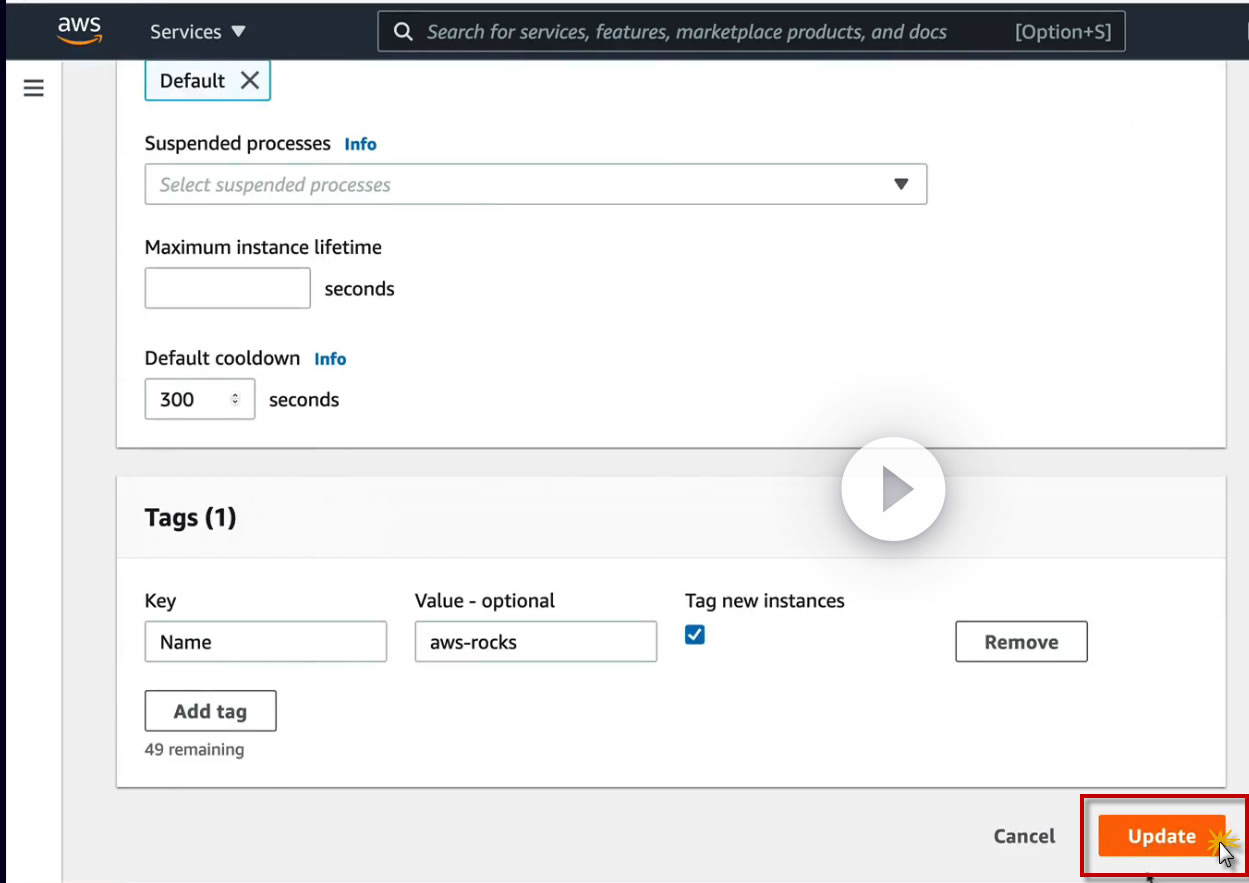 aws Services Search for services, features, marketplace products, and docs [Option+S]
Default
Suspended processes Info
Select suspended processes
Maximum instance lifetime
seconds
Default cooldown Info
300 seconds
Tags (1)
Key Value - optional Tag new instances
Name aws-rocks Remove
Add tag
49 remaining
Cancel Update